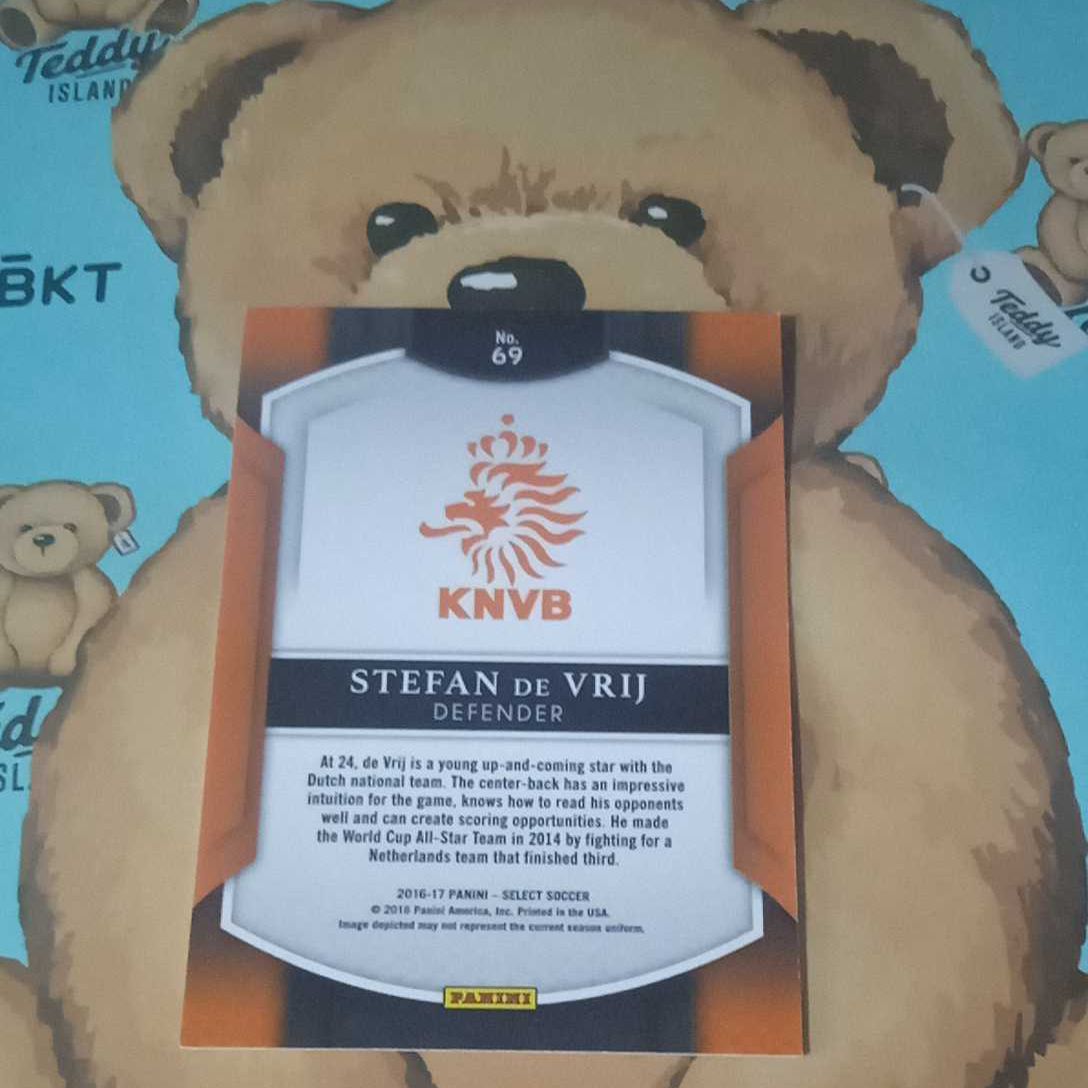 Teddy
ISLAND
BKT
Teddy
ISLAND
No.
69
KNVB
STEFAN DE VRIJ
DEFENDER
At 24, de Vrij is a young up-and-coming star with the
Dutch national team. The center-back has an impressive
intuition for the game, knows how to read his opponents
well and can create scoring opportunities. He made
the World Cup All-Star Team in 2014 by fighting for a
Netherlands team that finished third.
2016-17 PANINI – SELECT SOCCER
© 2016 Panini America, Inc. Printed in the USA.
Image depicted may not represent the current season uniform.
PANINI